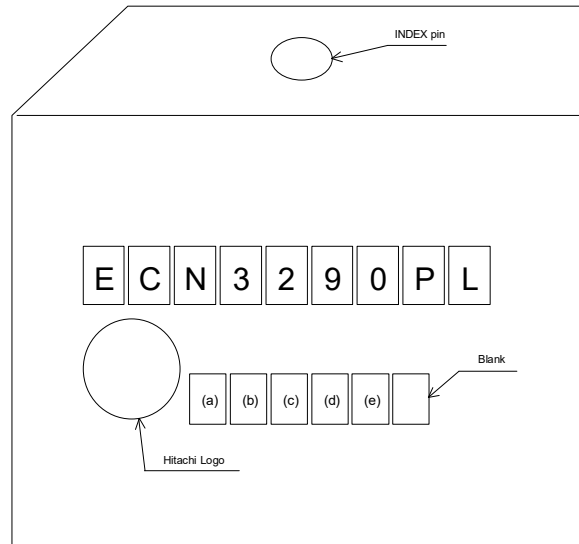 INDEX pin
ECN3290PL
Blank
(a) (b) (c) (d) (e)
Hitachi Logo